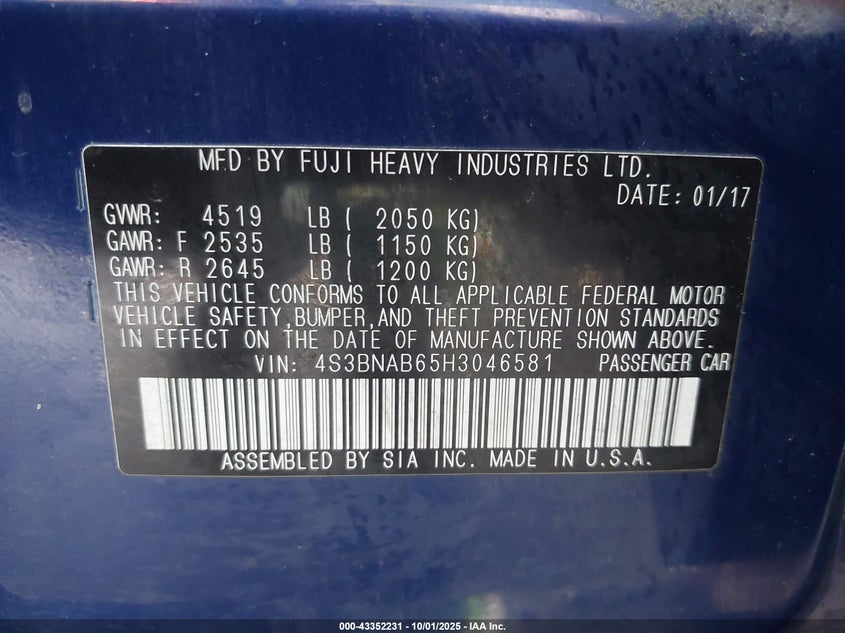 MFD BY FUJI HEAVY INDUSTRIES LTD.
DATE: 01/17
GVWR: 4519 LB ( 2050 KG)
GAWR: F 2535 LB ( 1150 KG)
GAWR: R 2645 LB ( 1200 KG)
THIS VEHICLE CONFORMS TO ALL APPLICABLE FEDERAL MOTOR
VEHICLE SAFETY, BUMPER, AND THEFT PREVENTION STANDARDS
IN EFFECT ON THE DATE OF MANUFACTURE SHOWN ABOVE.
VIN: 4S3BNAB65H3046581 PASSENGER CAR
ASSEMBLED BY SIA INC. MADE IN U.S.A.
000-43352231 - 10/01/2025 - IAA Inc.